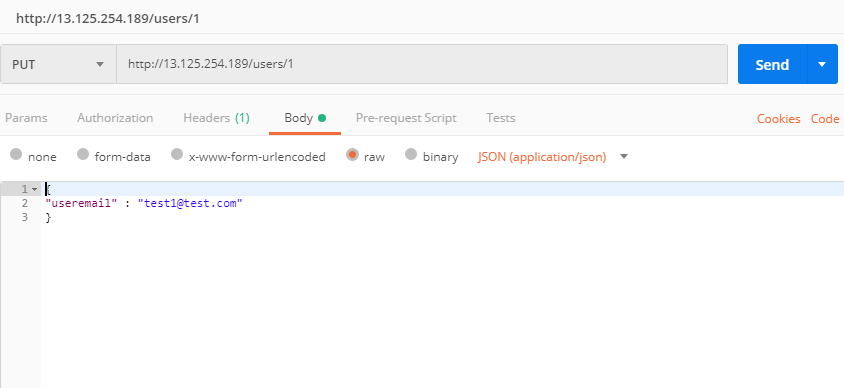 http://13.125.254.189/users/1
PUT http://13.125.254.189/users/1 Send
Params Authorization Headers (1) Body Pre-request Script Tests Cookies Code
none form-data x-www-form-urlencoded raw binary JSON (application/json)
1 {
2 "useremail" : "test1@test.com"
3 }